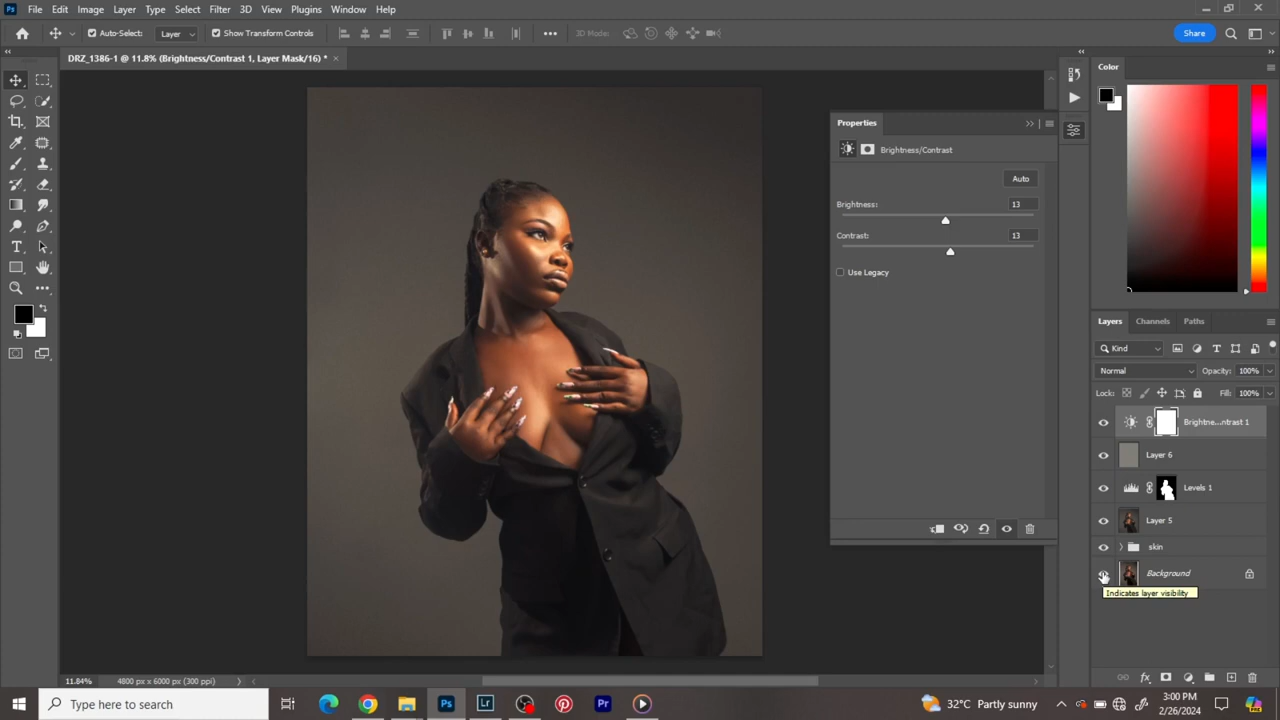 Ps File Edit Image Layer Type Select Filter 3D View Plugins Window Help
Auto-Select: Layer Show Transform Controls 3D Mode: Share
DRZ_1386-1 @ 11.8% (Brightness/Contrast 1, Layer Mask/16) *
Color
Properties
Brightness/Contrast
Auto
Brightness: 13
Contrast: 13
Use Legacy
Layers Channels Paths
Kind
Normal Opacity: 100%
Lock: Fill: 100%
Brightne...ntrast 1
Layer 6
Levels 1
Layer 5
skin
Background
Indicates layer visibility
11.84% 4800 px x 6000 px (300 ppi)
Type here to search
Ps Lr Pr
32°C Partly sunny
3:00 PM
2/26/2024